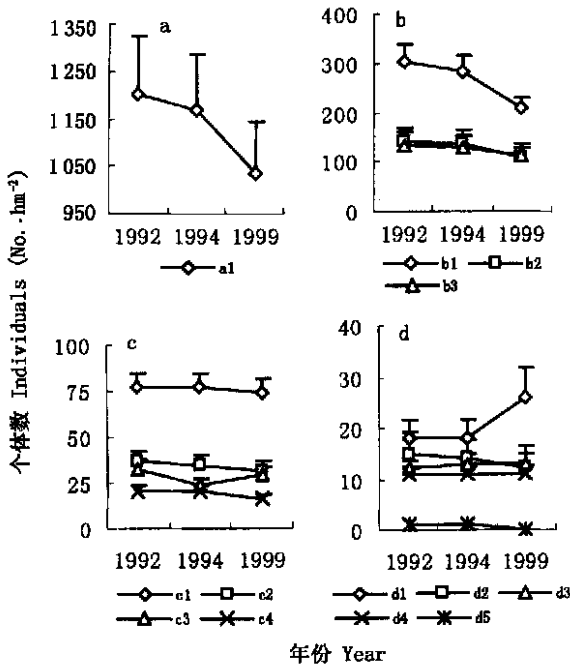 个体数 Individuals (No.·hm⁻²)
a
1 350
1 250
1 150
1 050
950
1992 1994 1999
a1
b
400
300
200
100
0
1992 1994 1999
b1 b2
b3
c
100
75
50
25
0
1992 1994 1999
c1 c2
c3 c4
d
40
30
20
10
0
1992 1994 1999
d1 d2 d3
d4 d5
年份 Year